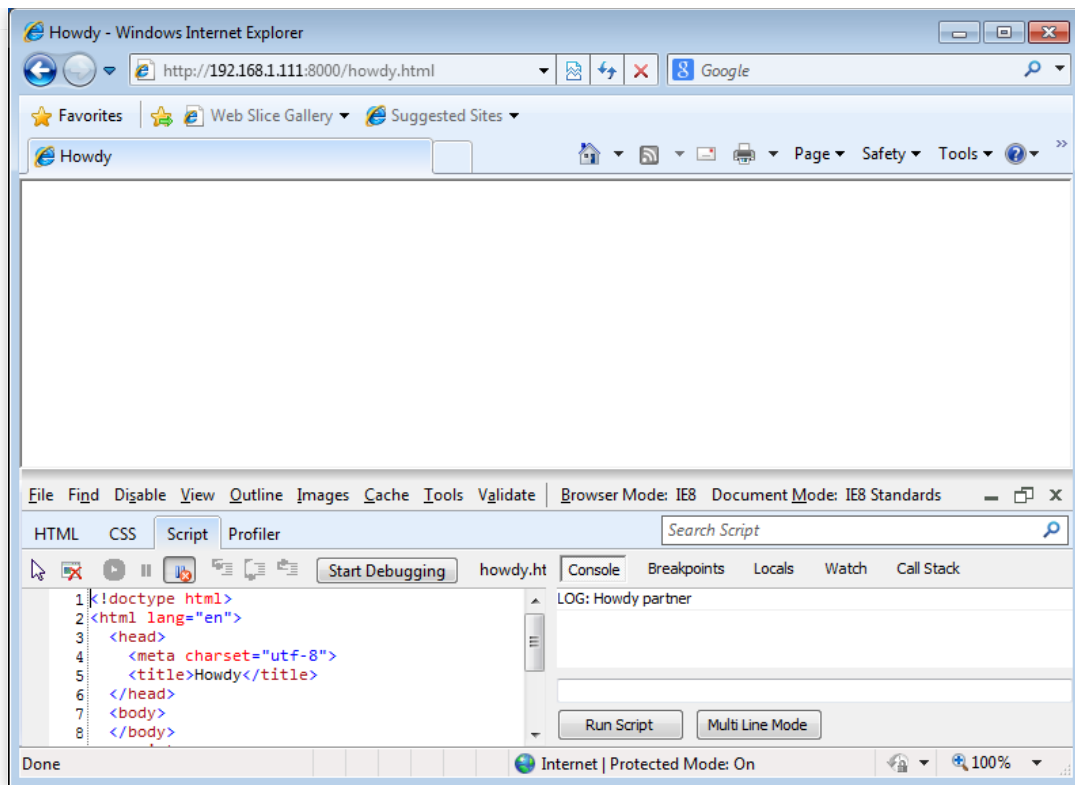 Howdy - Windows Internet Explorer
http://192.168.1.111:8000/howdy.html Google
Favorites Web Slice Gallery Suggested Sites
Howdy Page Safety Tools
File Find Disable View Outline Images Cache Tools Validate Browser Mode: IE8 Document Mode: IE8 Standards
HTML CSS Script Profiler Search Script
Start Debugging howdy.ht Console Breakpoints Locals Watch Call Stack
1 <!doctype html>
2 <html lang="en">
3 <head>
4 <meta charset="utf-8">
5 <title>Howdy</title>
6 </head>
7 <body>
8 </body>
LOG: Howdy partner
Run Script Multi Line Mode
Done Internet | Protected Mode: On 100%